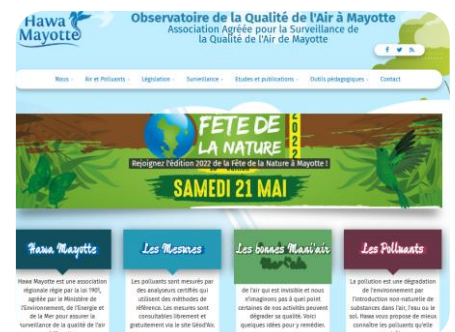 Hawa
Mayotte
Observatoire de la Qualité de l'Air à Mayotte
Association Agréée pour la Surveillance de
la Qualité de l'Air de Mayotte
Nous Air et Polluants Législation Surveillance Etudes et publications Outils pédagogiques Contact
FÊTE DE
LA NATURE
2022
Rejoignez l'édition 2022 de la Fête de la Nature à Mayotte !
SAMEDI 21 MAI
Hawa Mayotte
Hawa Mayotte est une association
régionale régie par la loi 1901,
agréée par le Ministère de
l'Environnement, de l'Energie et
de la Mer pour assurer la
surveillance de la qualité de l'air
Les Mesures
Les polluants sont mesurés par
des analyseurs certifiés qui
utilisent des méthodes de
référence. Les mesures sont
consultables librement et
gratuitement via le site Géod'Air.
Les bonnes Mani'air
de l'air qui est invisible et nous
n'imaginons pas à quel point
certaines de nos activités peuvent
dégrader sa qualité. Voici
quelques idées pour y remédier.
Les Polluants
La pollution est une dégradation
de l'environnement par
l'introduction non-naturelle de
substances dans l'air, l'eau ou le
sol. Hawa vous propose de mieux
connaître les polluants qu'elle